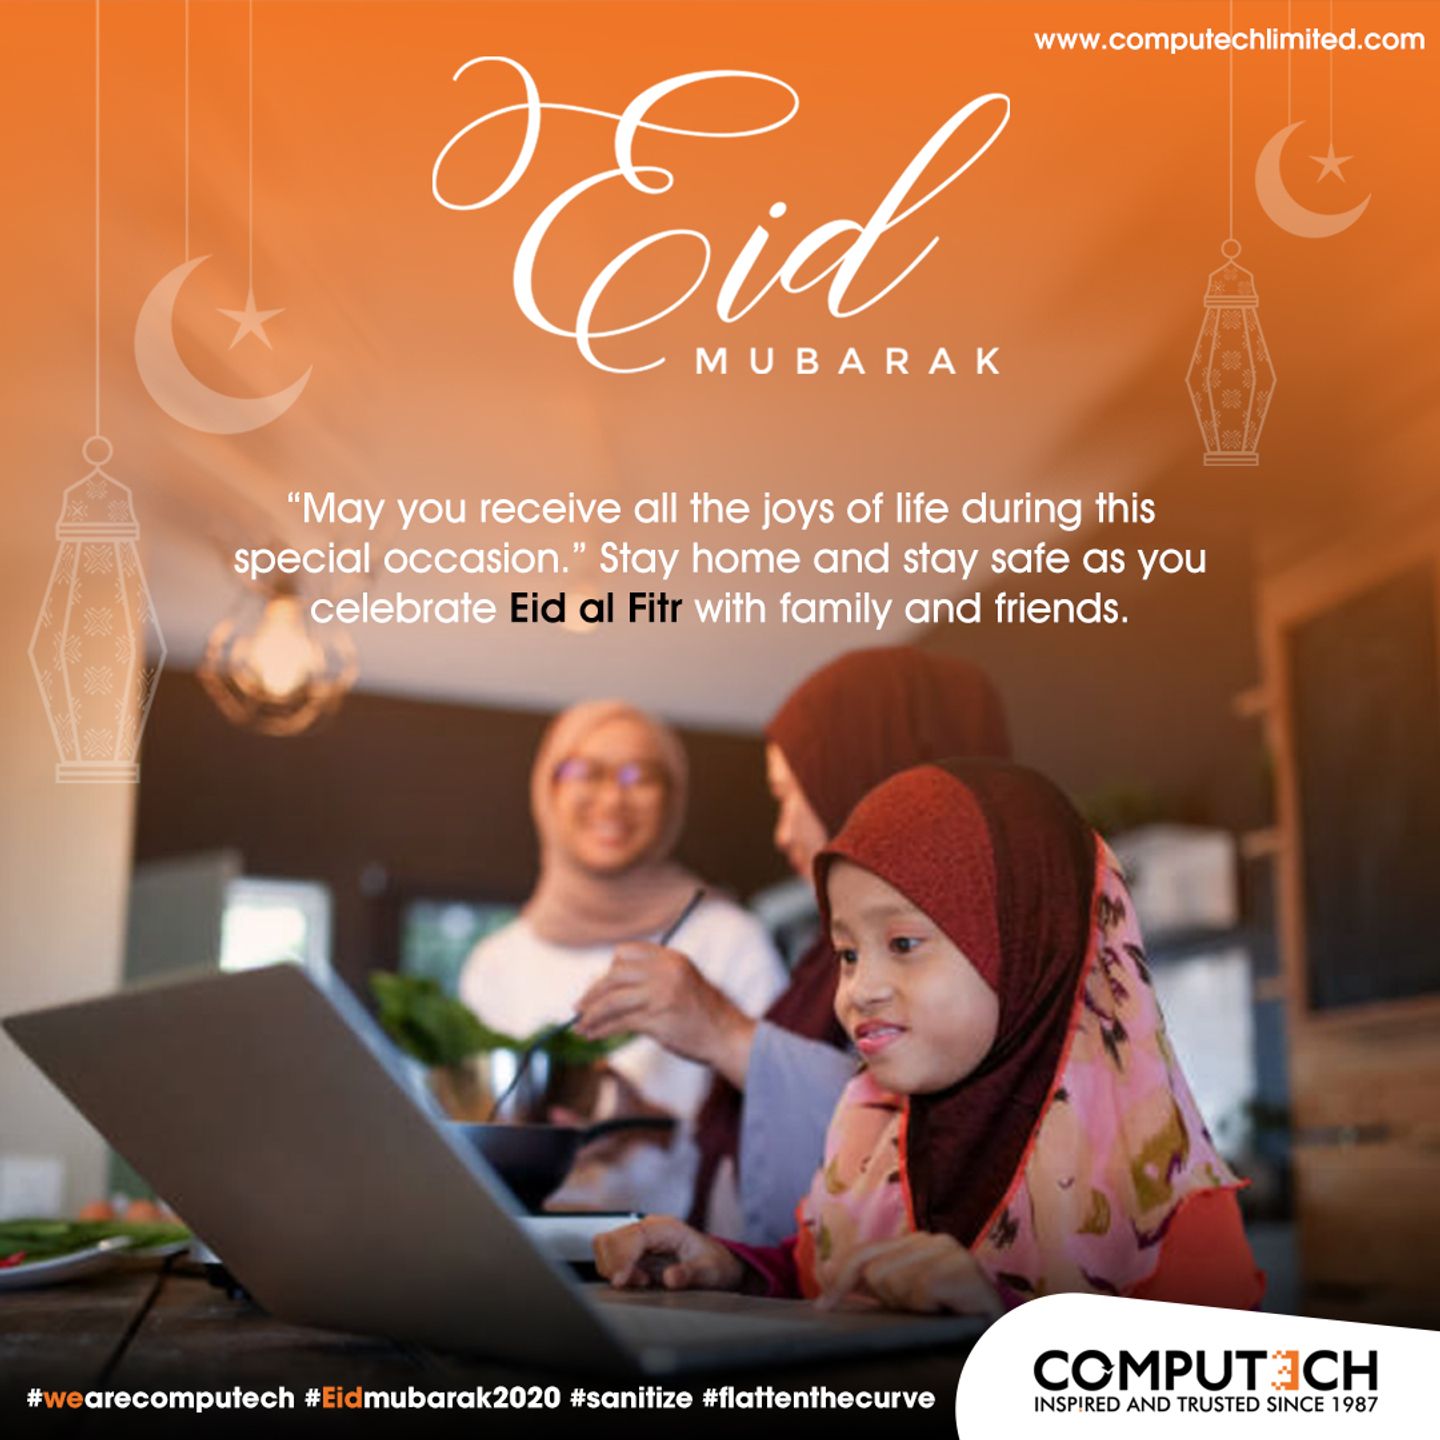 www.computechlimited.com
Eid
MUBARAK
“May you receive all the joys of life during this
special occasion.” Stay home and stay safe as you
celebrate Eid al Fitr with family and friends.
#wearecomputech #Eidmubarak2020 #sanitize #flattenthecurve
COMPUTECH
INSPIRED AND TRUSTED SINCE 1987